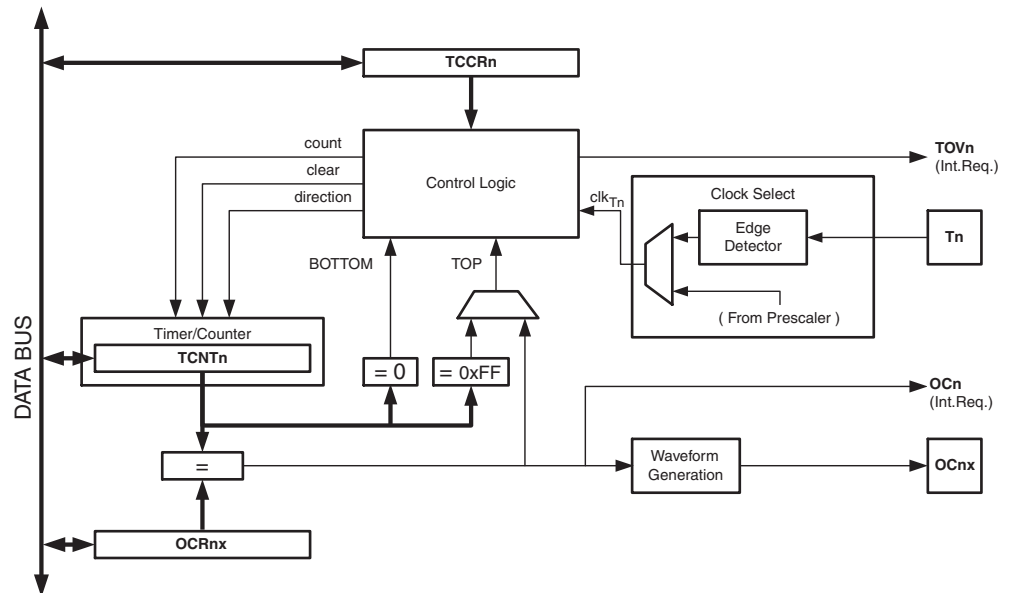 TCCRn
count
clear
direction
Control Logic
TOVn
(Int.Req.)
clkTn
Clock Select
Edge
Detector
Tn
( From Prescaler )
BOTTOM
TOP
DATA BUS
Timer/Counter
TCNTn
= 0
= 0xFF
OCn
(Int.Req.)
=
Waveform
Generation
OCnx
OCRnx